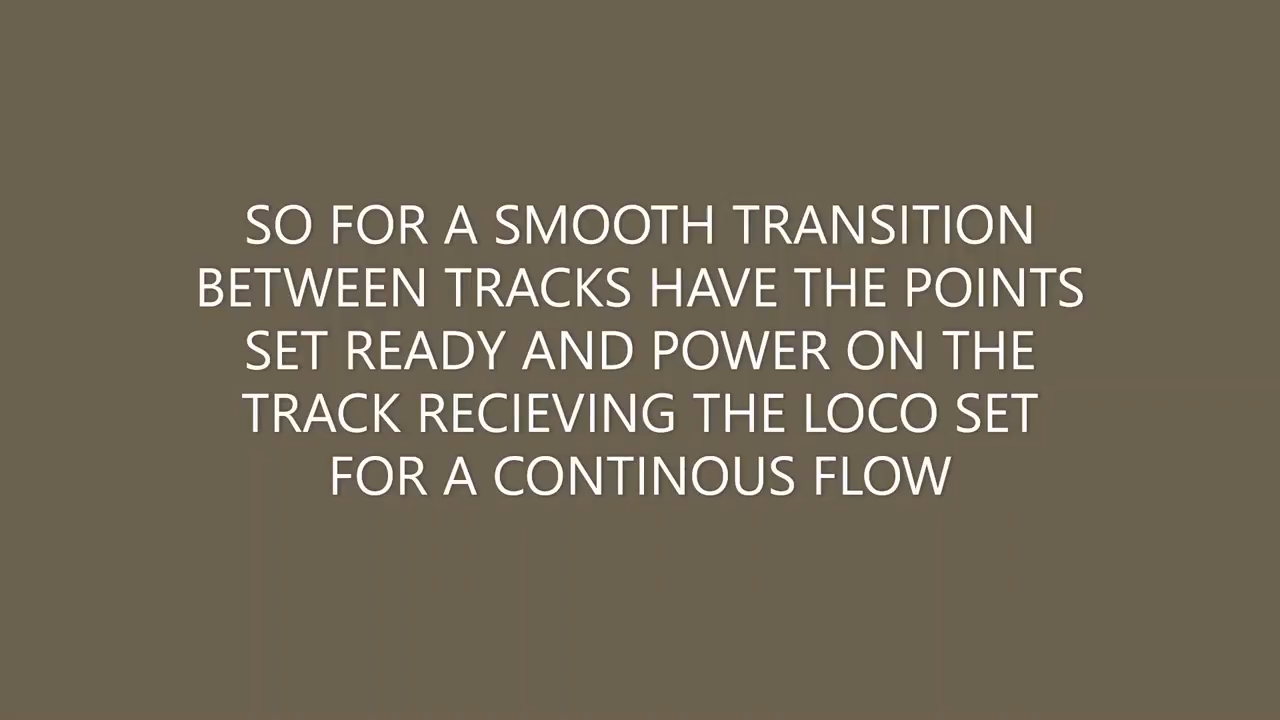 SO FOR A SMOOTH TRANSITION
BETWEEN TRACKS HAVE THE POINTS
SET READY AND POWER ON THE
TRACK RECIEVING THE LOCO SET
FOR A CONTINOUS FLOW